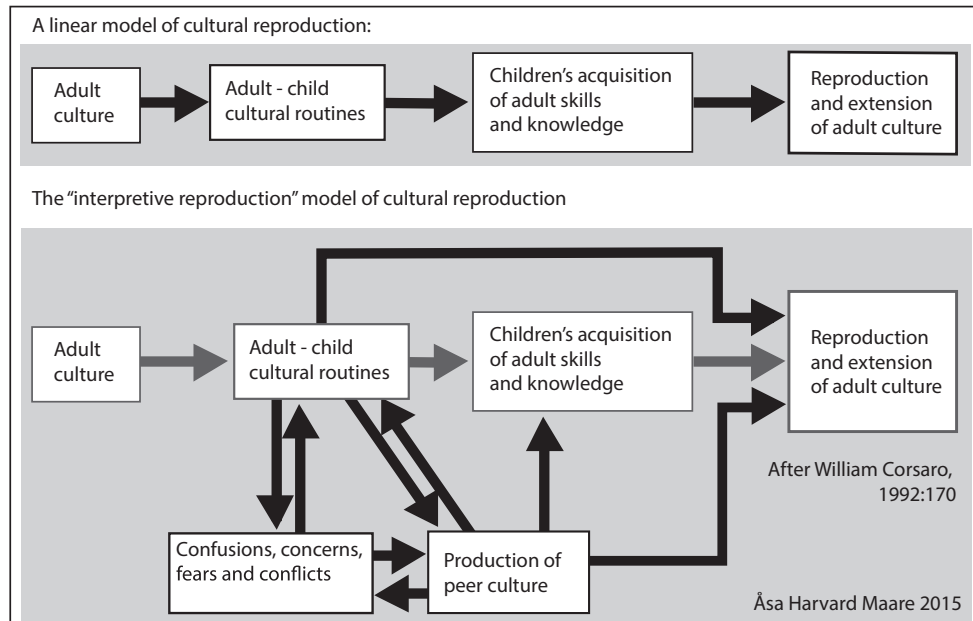 A linear model of cultural reproduction:
Adult
culture
Adult - child
cultural routines
Children’s acquisition
of adult skills
and knowledge
Reproduction
and extension
of adult culture
The “interpretive reproduction” model of cultural reproduction
Adult
culture
Adult - child
cultural routines
Children’s acquisition
of adult skills
and knowledge
Reproduction
and extension
of adult culture
After William Corsaro,
1992:170
Confusions, concerns,
fears and conflicts
Production of
peer culture
Åsa Harvard Maare 2015